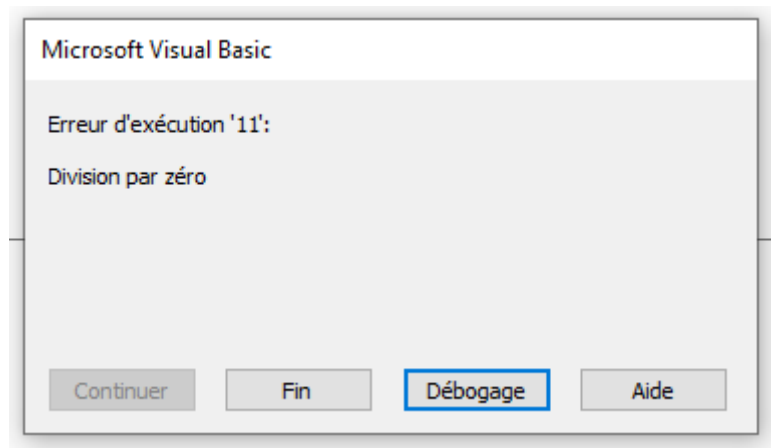 Microsoft Visual Basic
Erreur d'exécution '11':
Division par zéro
Continuer Fin Débogage Aide